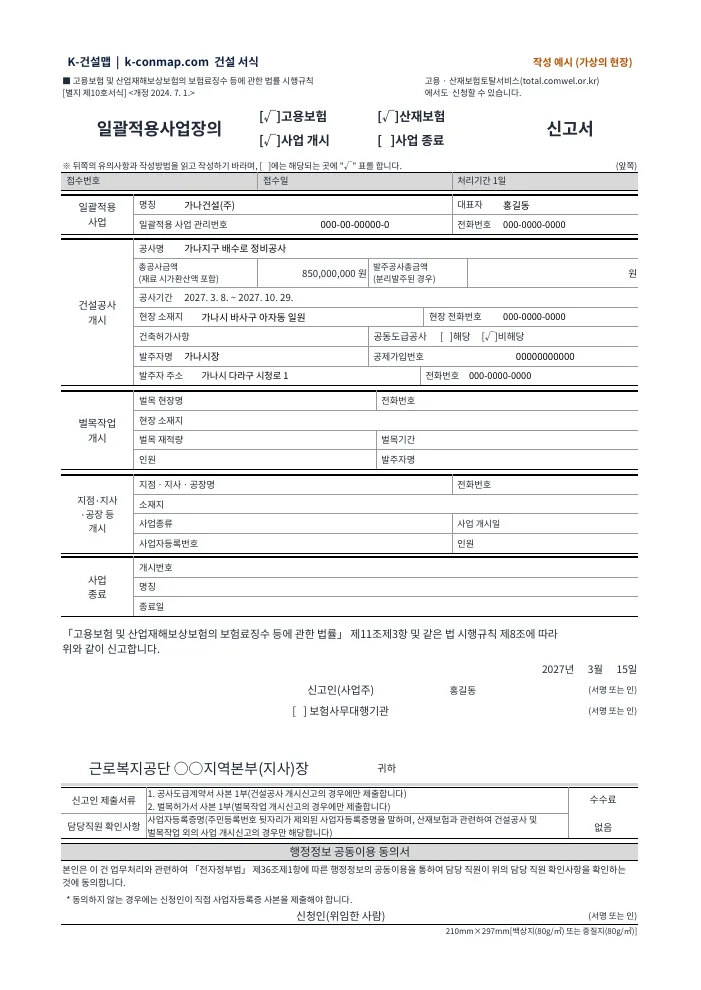 K-건설맵 | k-conmap.com 건설 서식
작성 예시 (가상의 현장)
■ 고용보험 및 산업재해보상보험의 보험료징수 등에 관한 법률 시행규칙
[별지 제10호서식] <개정 2024. 7. 1.>
고용ㆍ산재보험토탈서비스(total.comwel.or.kr)
에서도 신청할 수 있습니다.
일괄적용사업장의
[√]고용보험 [√]산재보험
[√]사업 개시 [ ]사업 종료
신고서
※ 뒤쪽의 유의사항과 작성방법을 읽고 작성하기 바라며, [ ]에는 해당되는 곳에 "√" 표를 합니다. (앞쪽)
접수번호 접수일 처리기간 1일
일괄적용
사업
명칭 가나건설(주) 대표자 홍길동
일괄적용 사업 관리번호 000-00-00000-0 전화번호 000-0000-0000
건설공사
개시
공사명 가나지구 배수로 정비공사
총공사금액
(재료 시가환산액 포함)
850,000,000 원
발주공사총금액
(분리발주된 경우)
원
공사기간 2027. 3. 8. ~ 2027. 10. 29.
현장 소재지 가나시 바사구 아자동 일원 현장 전화번호 000-0000-0000
건축허가사항 공동도급공사 [ ]해당 [√]비해당
발주자명 가나시장 공제가입번호 00000000000
발주자 주소 가나시 다라구 시청로 1 전화번호 000-0000-0000
벌목작업
개시
벌목 현장명 전화번호
현장 소재지
벌목 재적량 벌목기간
인원 발주자명
지점·지사
·공장 등
개시
지점ㆍ지사ㆍ공장명 전화번호
소재지
사업종류 사업 개시일
사업자등록번호 인원
사업
종료
개시번호
명칭
종료일
「고용보험 및 산업재해보상보험의 보험료징수 등에 관한 법률」 제11조제3항 및 같은 법 시행규칙 제8조에 따라
위와 같이 신고합니다.
2027년 3월 15일
신고인(사업주) 홍길동 (서명 또는 인)
[ ] 보험사무대행기관 (서명 또는 인)
근로복지공단 ○○지역본부(지사)장 귀하
신고인 제출서류
1. 공사도급계약서 사본 1부(건설공사 개시신고의 경우에만 제출합니다)
2. 벌목허가서 사본 1부(벌목작업 개시신고의 경우에만 제출합니다)
수수료
담당직원 확인사항
사업자등록증명(주민등록번호 뒷자리가 제외된 사업자등록증명을 말하며, 산재보험과 관련하여 건설공사 및
벌목작업 외의 사업 개시신고의 경우만 해당합니다)
없음
행정정보 공동이용 동의서
본인은 이 건 업무처리와 관련하여 「전자정부법」 제36조제1항에 따른 행정정보의 공동이용을 통하여 담당 직원이 위의 담당 직원 확인사항을 확인하는
것에 동의합니다.
* 동의하지 않는 경우에는 신청인이 직접 사업자등록증 사본을 제출해야 합니다.
신청인(위임한 사람) (서명 또는 인)
210mm×297mm[백상지(80g/㎡) 또는 중질지(80g/㎡)]